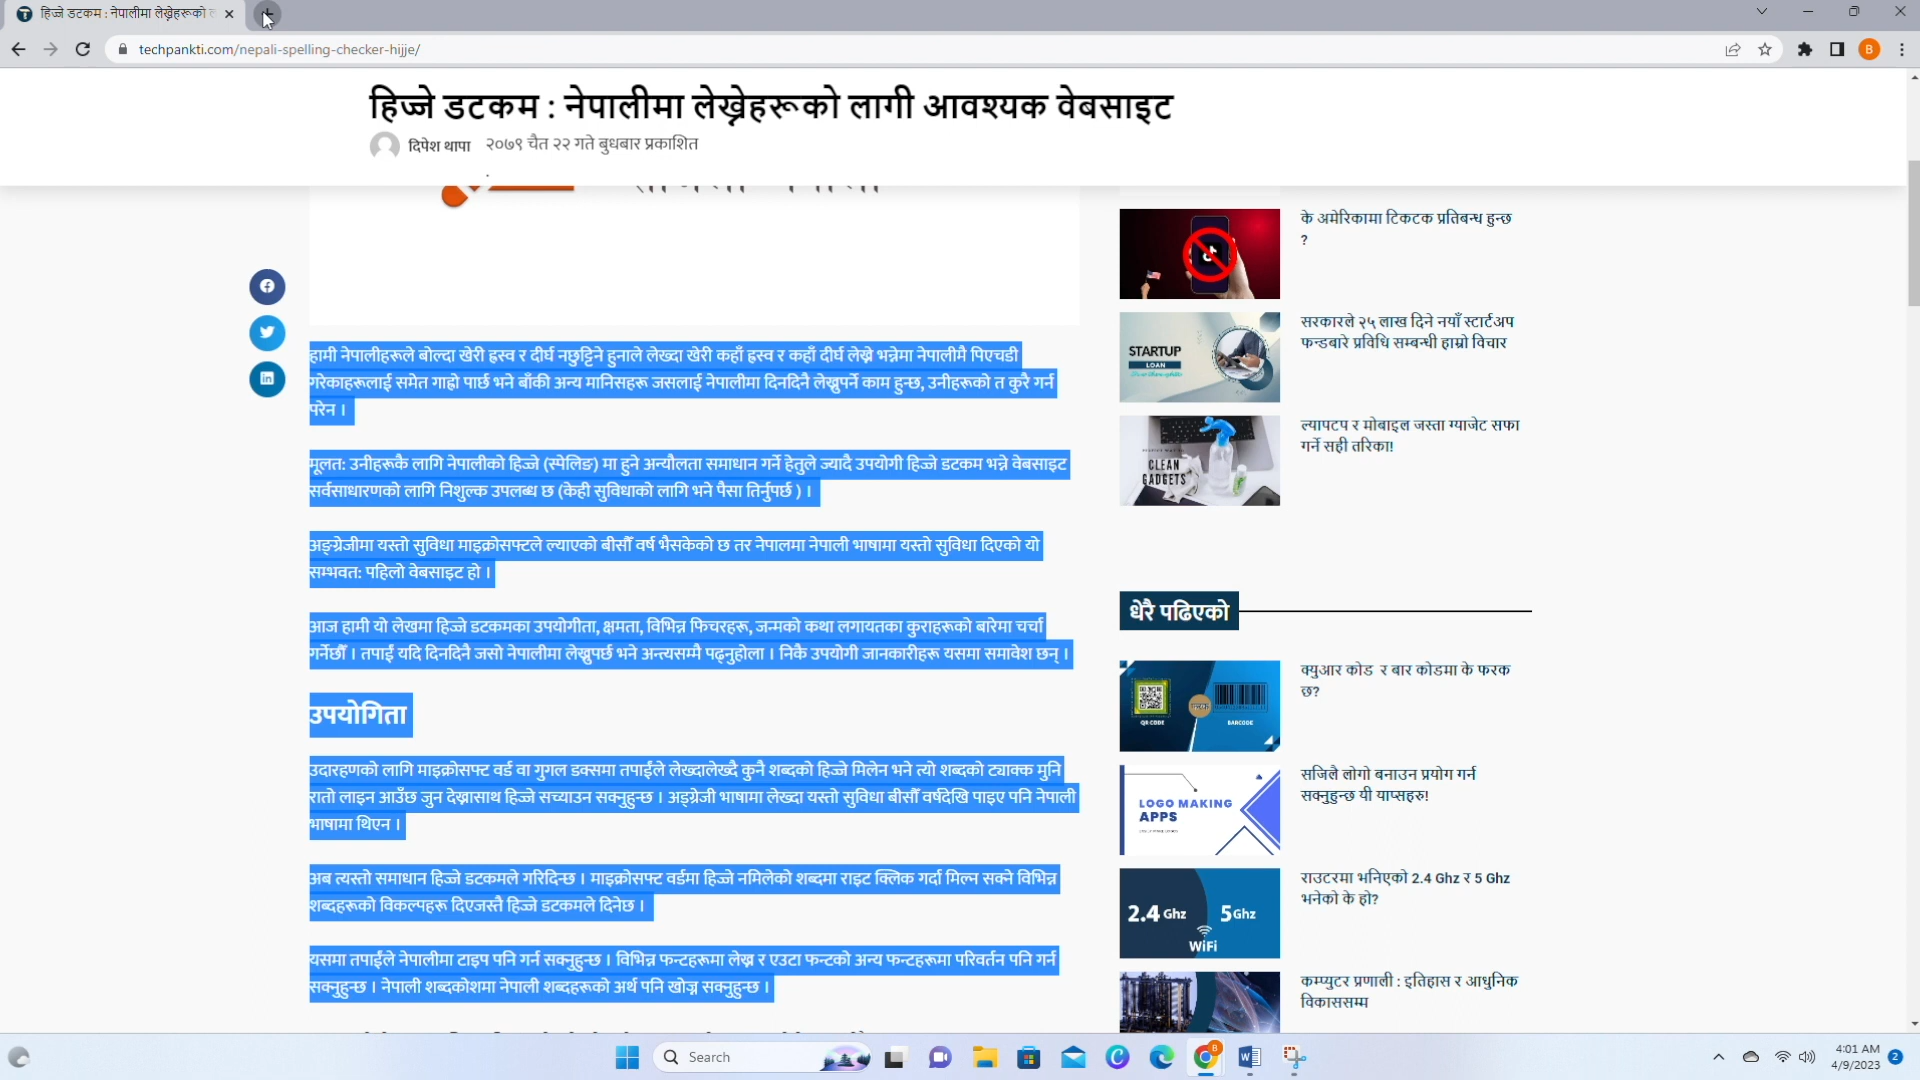 हिज्जे डटकम : नेपालीमा लेख्नेहरूको ल
techpankti.com/nepali-spelling-checker-hijje/
B
हिज्जे डटकम : नेपालीमा लेख्नेहरूको लागी आवश्यक वेबसाइट
दिपेश थापा २०७९ चैत २२ गते बुधबार प्रकाशित
हामी नेपालीहरूले बोल्दा खेरी ह्रस्व र दीर्घ नछुट्टिने हुनाले लेख्दा खेरी कहाँ ह्रस्व र कहाँ दीर्घ लेख्ने भन्नेमा नेपालीमै पिएचडी
गरेकाहरूलाई समेत गाह्रो पार्छ भने बाँकी अन्य मानिसहरू जसलाई नेपालीमा दिनदिनै लेख्नुपर्ने काम हुन्छ, उनीहरूको त कुरै गर्न
परेन ।
मूलत: उनीहरूकै लागि नेपालीको हिज्जे (स्पेलिङ) मा हुने अन्यौलता समाधान गर्ने हेतुले ज्यादै उपयोगी हिज्जे डटकम भन्ने वेबसाइट
सर्वसाधारणको लागि निशुल्क उपलब्ध छ (केही सुविधाको लागि भने पैसा तिर्नुपर्छ ) ।
अङ्ग्रेजीमा यस्तो सुविधा माइक्रोसफ्टले ल्याएको बीसौँ वर्ष भैसकेको छ तर नेपालमा नेपाली भाषामा यस्तो सुविधा दिएको यो
सम्भवत: पहिलो वेबसाइट हो ।
आज हामी यो लेखमा हिज्जे डटकमका उपयोगीता, क्षमता, विभिन्न फिचरहरू, जन्मको कथा लगायतका कुराहरूको बारेमा चर्चा
गर्नेछौँ । तपाईं यदि दिनदिनै जसो नेपालीमा लेख्नुपर्छ भने अन्त्यसम्मै पढ्नुहोला । निकै उपयोगी जानकारीहरू यसमा समावेश छन् ।
उपयोगिता
उदारहणको लागि माइक्रोसफ्ट वर्ड वा गुगल डक्समा तपाईंले लेख्दालेख्दै कुनै शब्दको हिज्जे मिलेन भने त्यो शब्दको ट्याक्क मुनि
रातो लाइन आउँछ जुन देख्नासाथ हिज्जे सच्याउन सक्नुहुन्छ । अङ्ग्रेजी भाषामा लेख्दा यस्तो सुविधा बीसौँ वर्षदेखि पाइए पनि नेपाली
भाषामा थिएन ।
अब त्यस्तो समाधान हिज्जे डटकमले गरिदिन्छ । माइक्रोसफ्ट वर्डमा हिज्जे नमिलेको शब्दमा राइट क्लिक गर्दा मिल्न सक्ने विभिन्न
शब्दहरूको विकल्पहरू दिएजस्तै हिज्जे डटकमले दिनेछ ।
यसमा तपाईंले नेपालीमा टाइप पनि गर्न सक्नुहुन्छ । विभिन्न फन्टहरूमा लेख्न र एउटा फन्टको अन्य फन्टहरूमा परिवर्तन पनि गर्न
सक्नुहुन्छ । नेपाली शब्दकोशमा नेपाली शब्दहरूको अर्थ पनि खोज्न सक्नुहुन्छ ।
के अमेरिकामा टिकटक प्रतिबन्ध हुन्छ
?
STARTUP
LOAN
सरकारले २५ लाख दिने नयाँ स्टार्टअप
फन्डबारे प्रविधि सम्बन्धी हाम्रो विचार
CLEAN
GADGETS
ल्यापटप र मोबाइल जस्ता ग्याजेट सफा
गर्ने सही तरिका!
धेरै पढिएको
QR CODE
BARCODE
क्युआर कोड र बार कोडमा के फरक
छ?
LOGO MAKING
APPS
सजिलै लोगो बनाउन प्रयोग गर्न
सक्नुहुन्छ यी याप्सहरु!
2.4 Ghz 5Ghz
WiFi
राउटरमा भनिएको 2.4 Ghz र 5 Ghz
भनेको के हो?
कम्प्युटर प्रणाली : इतिहास र आधुनिक
विकाससम्म
Search
4:01 AM
4/9/2023
2